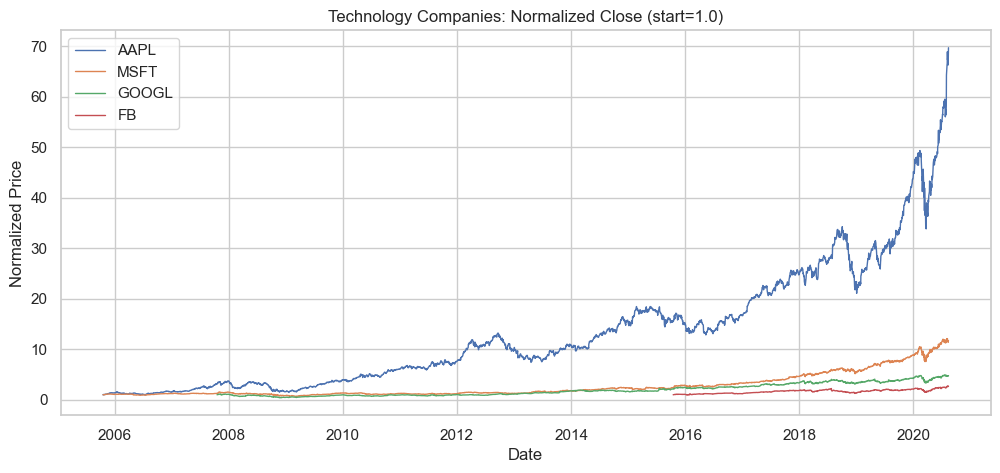 Technology Companies: Normalized Close (start=1.0)
AAPL
MSFT
GOOGL
FB
Normalized Price
70
60
50
40
30
20
10
0
2006 2008 2010 2012 2014 2016 2018 2020
Date